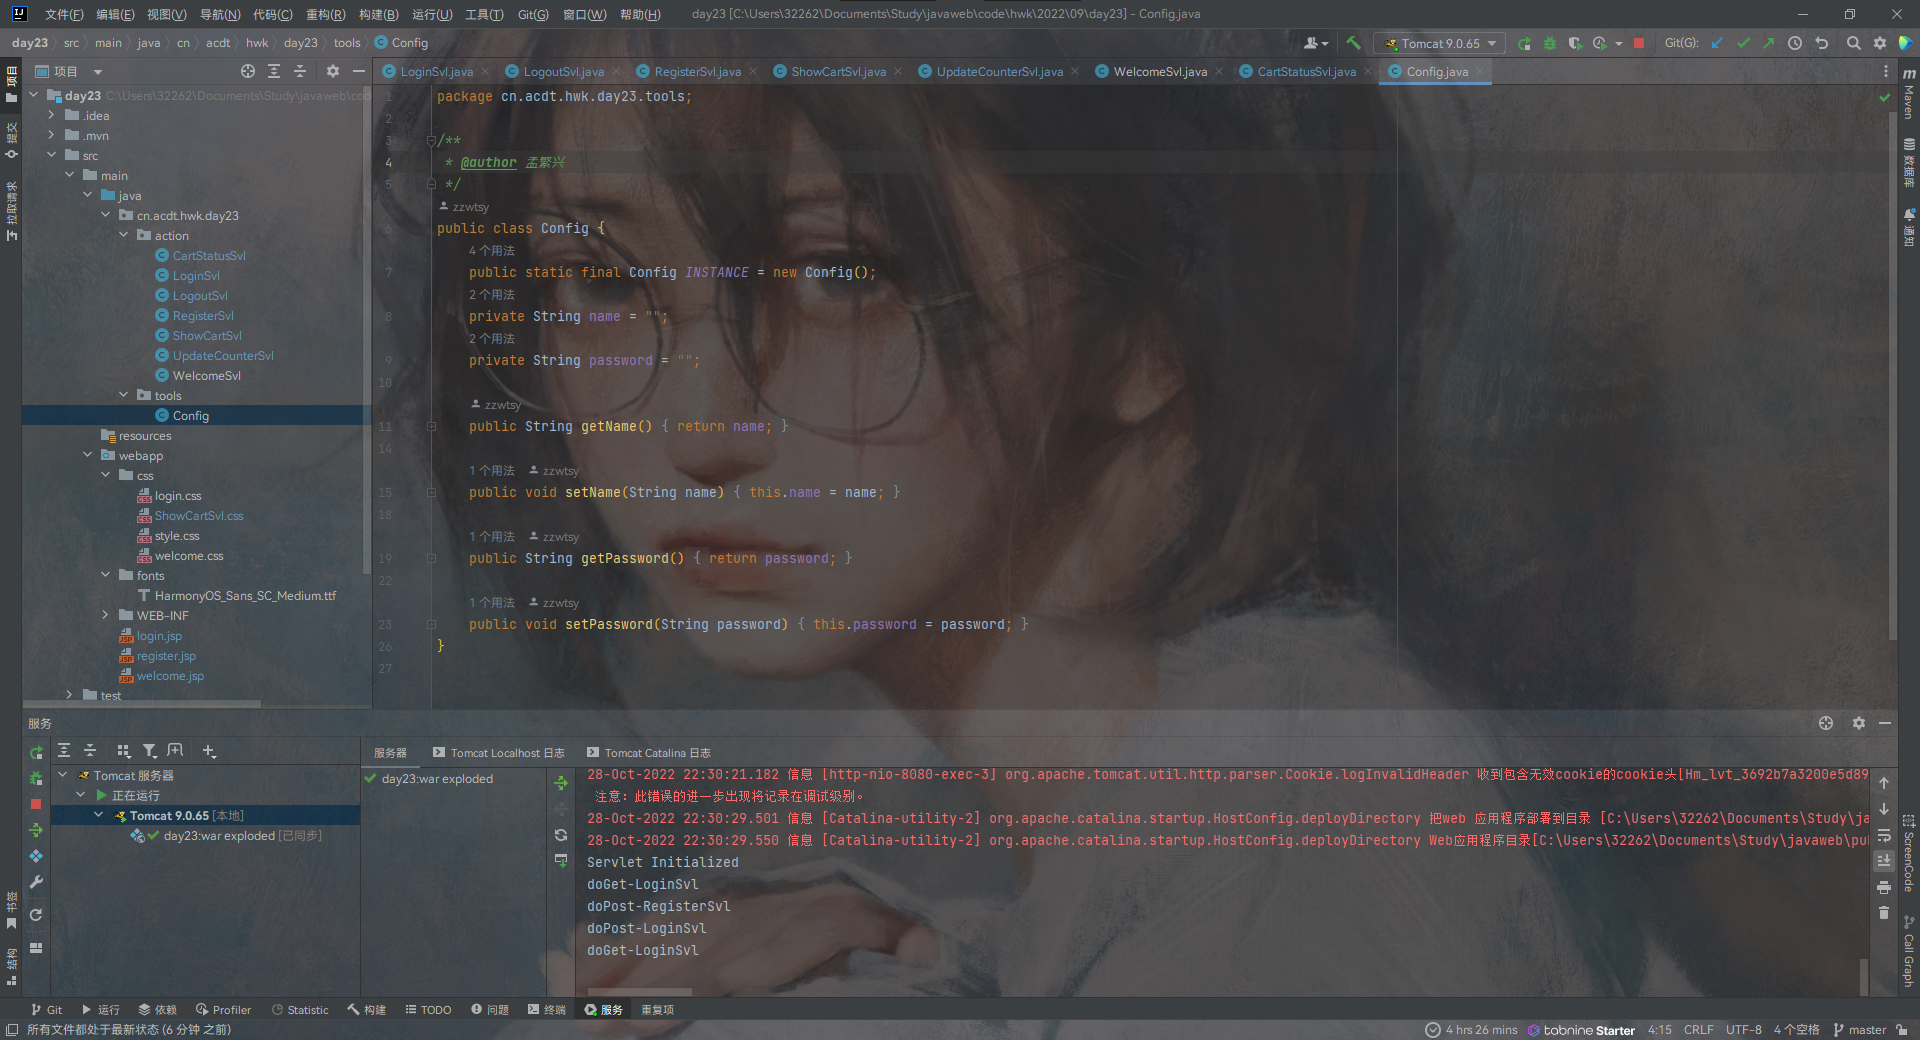 文件(F) 编辑(E) 视图(V) 导航(N) 代码(C) 重构(R) 构建(B) 运行(U) 工具(T) Git(G) 窗口(W) 帮助(H) day23 [C:\Users\32262\Documents\Study\javaweb\code\hwk\2022\09\day23] - Config.java
day23 src main java cn acdt hwk day23 tools Config Tomcat 9.0.65 Git(G):
项目
LoginSvl.java LogoutSvl.java RegisterSvl.java ShowCartSvl.java UpdateCounterSvl.java WelcomeSvl.java CartStatusSvl.java Config.java
项目
提交
拉取请求
day23 C:\Users\32262\Documents\Study\javaweb\cod
.idea
.mvn
src
main
java
cn.acdt.hwk.day23
action
CartStatusSvl
LoginSvl
LogoutSvl
RegisterSvl
ShowCartSvl
UpdateCounterSvl
WelcomeSvl
tools
Config
resources
webapp
css
login.css
ShowCartSvl.css
style.css
welcome.css
fonts
HarmonyOS_Sans_SC_Medium.ttf
WEB-INF
login.jsp
register.jsp
welcome.jsp
test
1 package cn.acdt.hwk.day23.tools;
2
3 /**
4 * @author 孟繁兴
5 */
zzwtsy
6 public class Config {
4 个用法
7 public static final Config INSTANCE = new Config();
2 个用法
8 private String name = "";
2 个用法
9 private String password = "";
10
zzwtsy
11 public String getName() { return name; }
14
1 个用法 zzwtsy
15 public void setName(String name) { this.name = name; }
18
1 个用法 zzwtsy
19 public String getPassword() { return password; }
22
1 个用法 zzwtsy
23 public void setPassword(String password) { this.password = password; }
26 }
27
Maven
数据库
通知
服务
服务器 Tomcat Localhost 日志 Tomcat Catalina 日志
Tomcat 服务器
正在运行
Tomcat 9.0.65 [本地]
day23:war exploded [已同步]
day23:war exploded
28-Oct-2022 22:30:21.182 信息 [http-nio-8080-exec-3] org.apache.tomcat.util.http.parser.Cookie.logInvalidHeader 收到包含无效cookie的cookie头[Hm_lvt_3692b7a3200e5d89
注意：此错误的进一步出现将记录在调试级别。
28-Oct-2022 22:30:29.501 信息 [Catalina-utility-2] org.apache.catalina.startup.HostConfig.deployDirectory 把web 应用程序部署到目录 [C:\Users\32262\Documents\Study\ja
28-Oct-2022 22:30:29.550 信息 [Catalina-utility-2] org.apache.catalina.startup.HostConfig.deployDirectory Web应用程序目录[C:\Users\32262\Documents\Study\javaweb\pu
Servlet Initialized
doGet-LoginSvl
doPost-RegisterSvl
doPost-LoginSvl
doGet-LoginSvl
书签
结构
ScreenCode
Call Graph
Git 运行 依赖 Profiler Statistic 构建 TODO 问题 终端 服务 重复项
所有文件都处于最新状态 (6 分钟 之前) 4 hrs 26 mins tabnine Starter 4:15 CRLF UTF-8 4 个空格 master